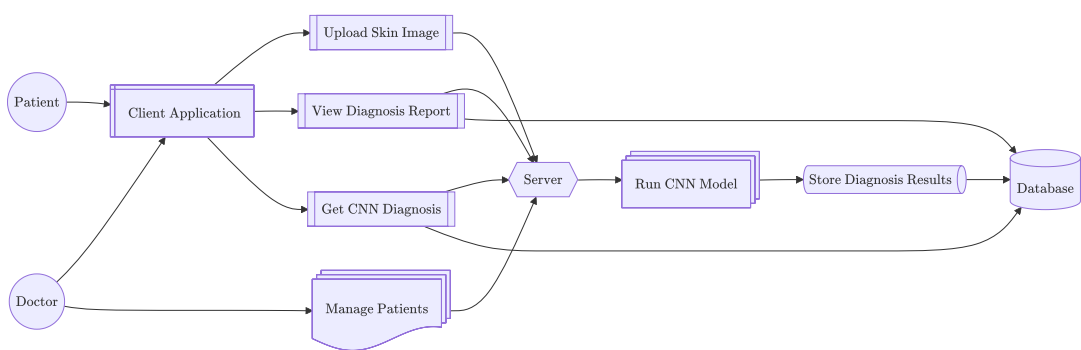 Upload Skin Image
Patient
Client Application
View Diagnosis Report
Server
Run CNN Model
Store Diagnosis Results
Database
Get CNN Diagnosis
Doctor
Manage Patients